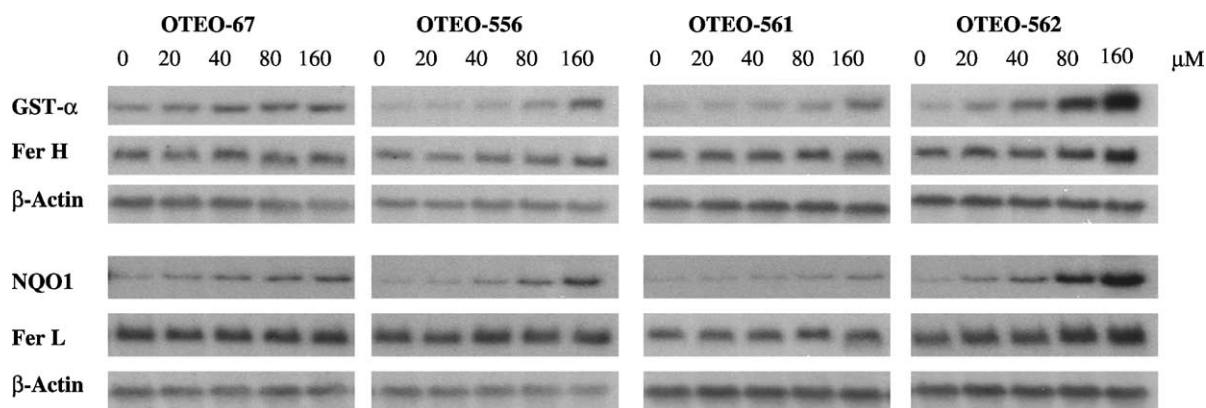 OTEO-67 OTEO-556 OTEO-561 OTEO-562
0 20 40 80 160 0 20 40 80 160 0 20 40 80 160 0 20 40 80 160 μM
GST-α
Fer H
β-Actin
NQO1
Fer L
β-Actin